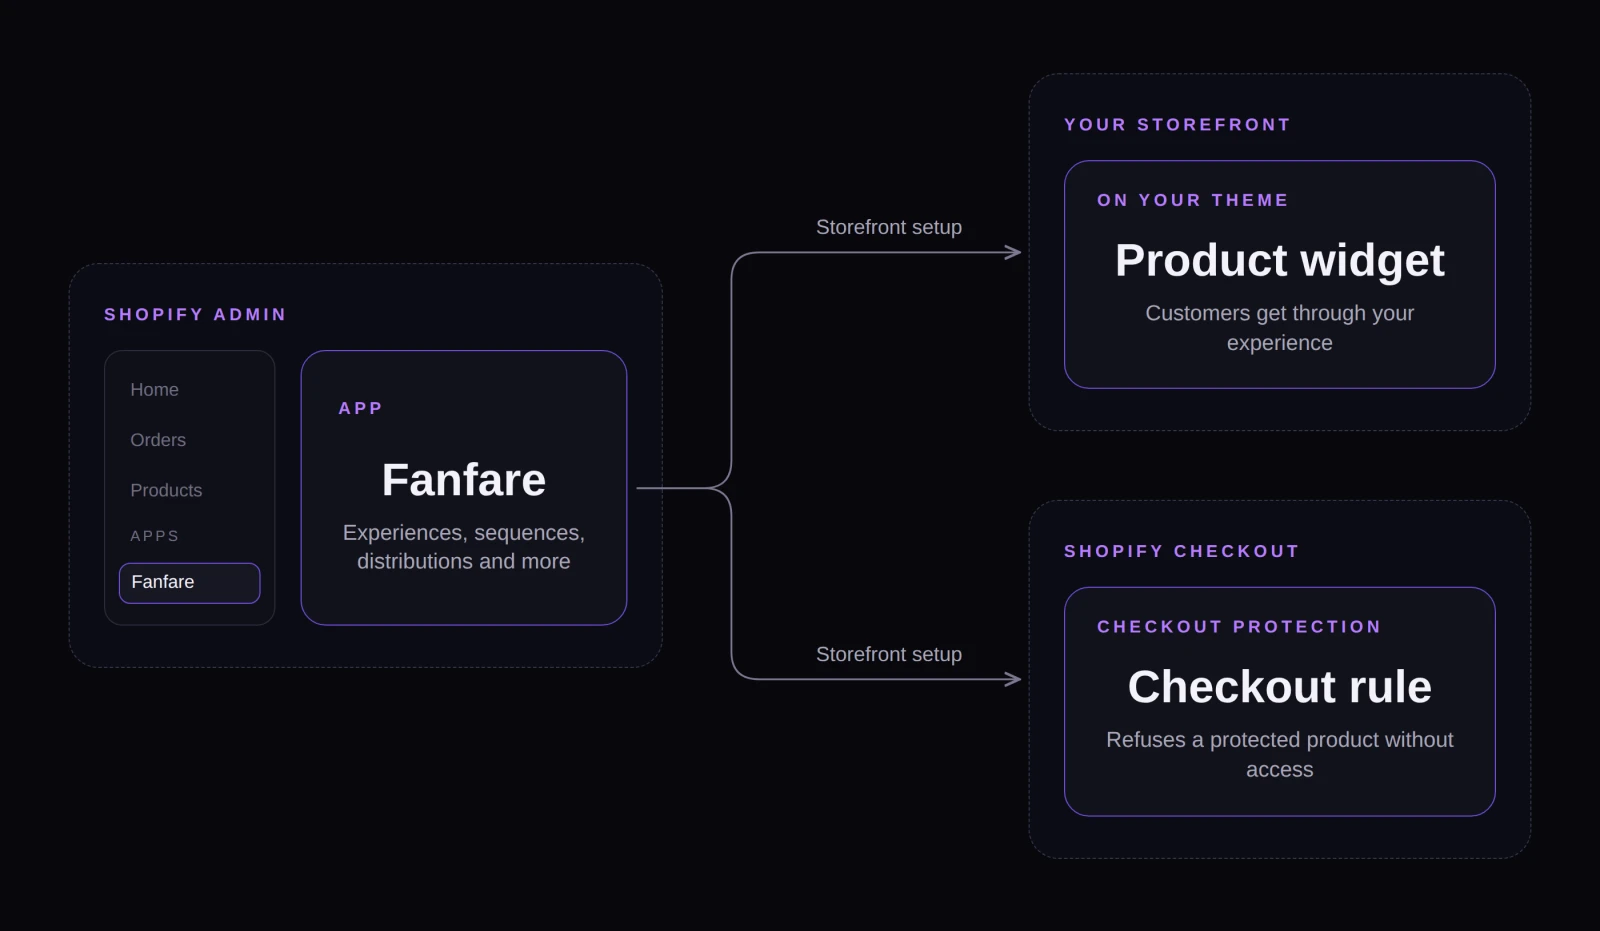 SHOPIFY ADMIN
Home
Orders
Products
APPS
Fanfare
APP
Fanfare
Experiences, sequences,
distributions and more
Storefront setup
Storefront setup
YOUR STOREFRONT
ON YOUR THEME
Product widget
Customers get through your
experience
SHOPIFY CHECKOUT
CHECKOUT PROTECTION
Checkout rule
Refuses a protected product without
access